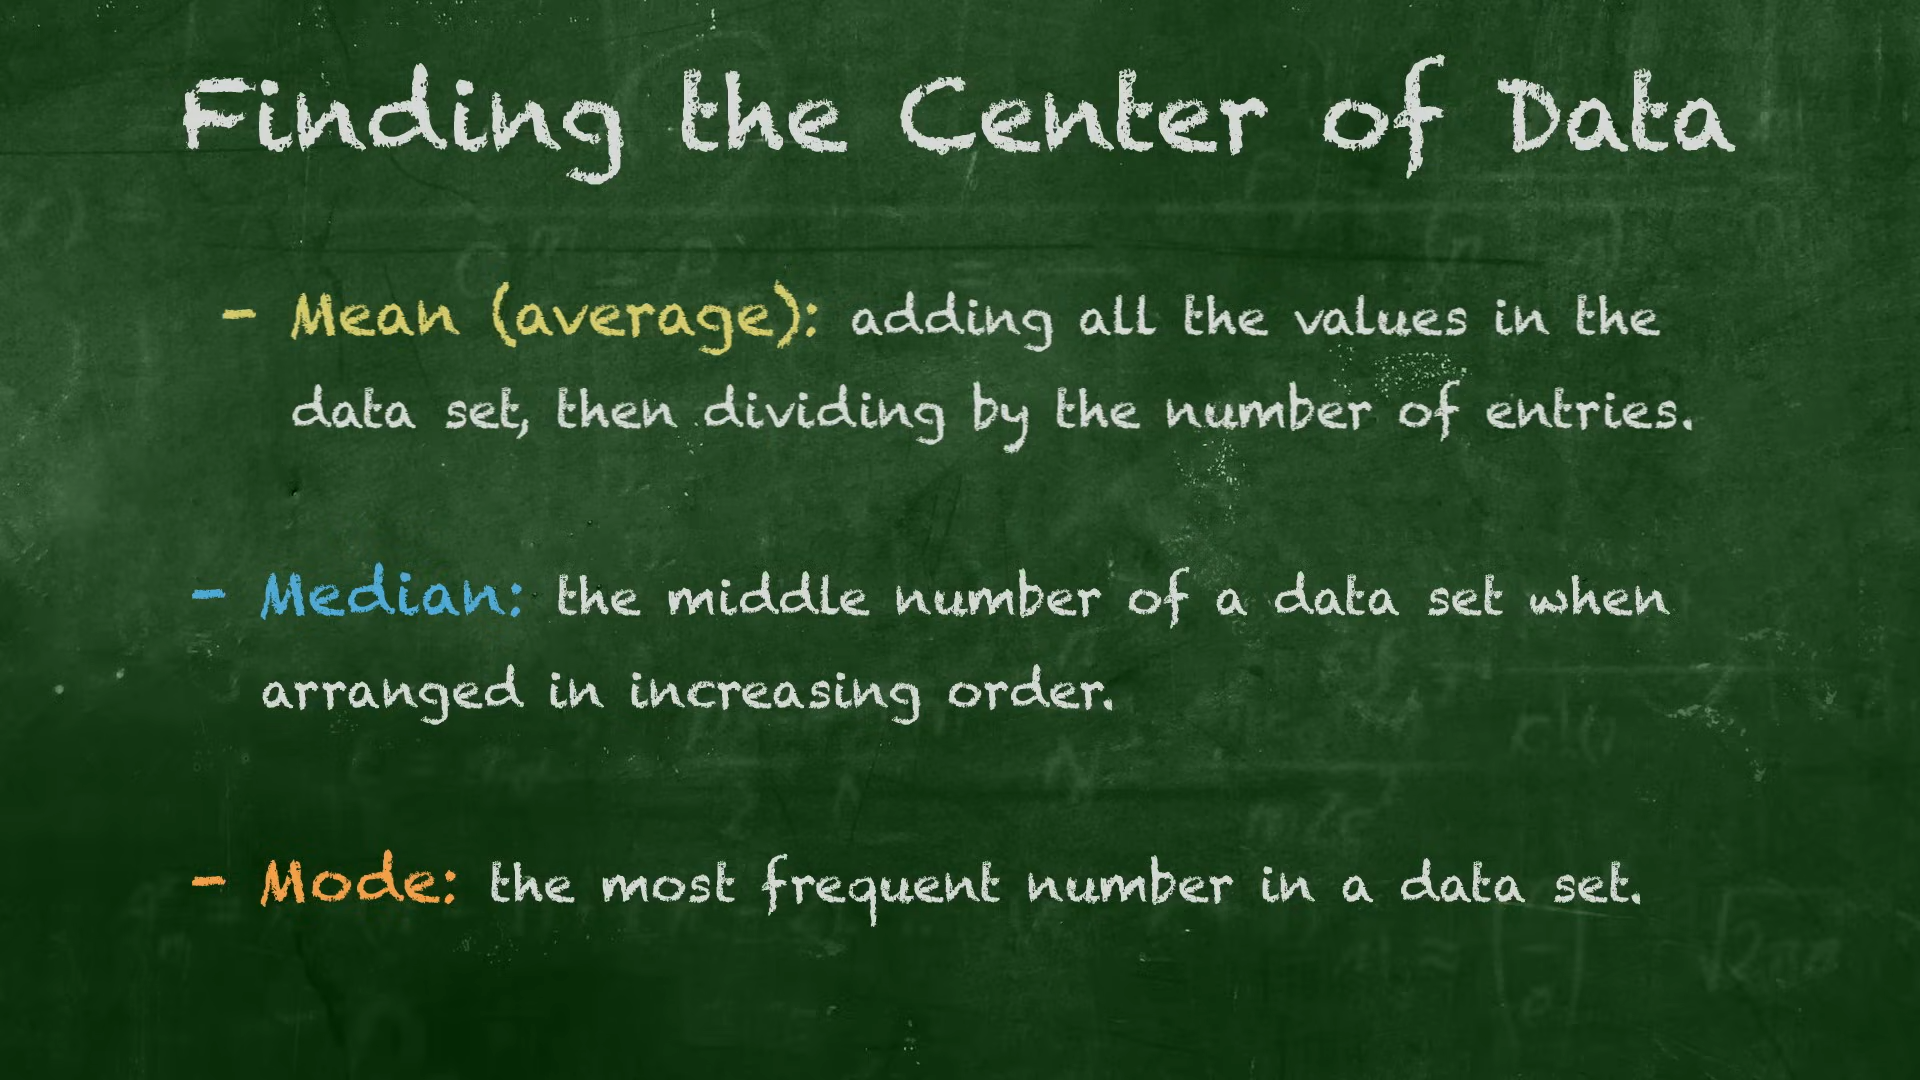 Finding the Center of Data
- Mean (average): adding all the values in the
data set, then dividing by the number of entries.
- Median: the middle number of a data set when
arranged in increasing order.
- Mode: the most frequent number in a data set.